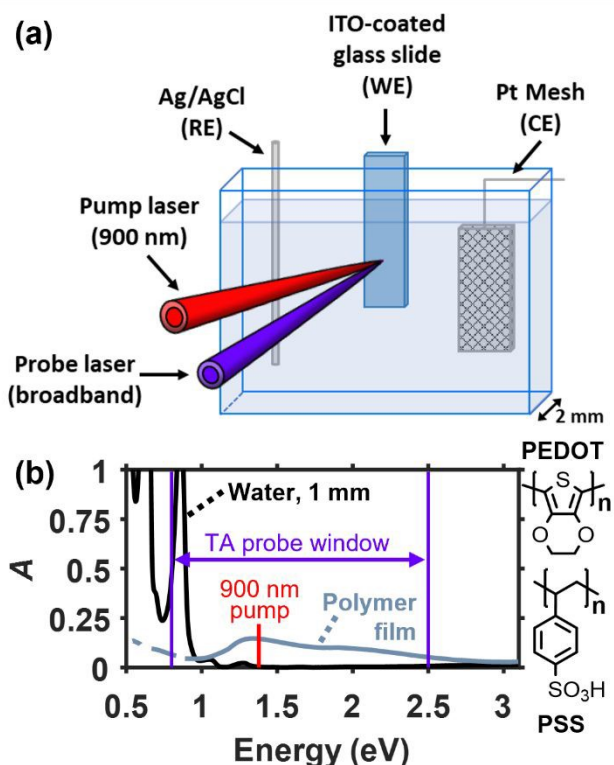 (a)
ITO-coated
glass slide
(WE)
Ag/AgCl
(RE)
Pt Mesh
(CE)
Pump laser
(900 nm)
Probe laser
(broadband)
2 mm
(b)
1
0.75
0.5
0.25
0
A
Water, 1 mm
TA probe window
900 nm
pump
Polymer
film
0.5
1
1.5
2
2.5
3
Energy (eV)
PEDOT
S
n
O
O
n
SO₃H
PSS